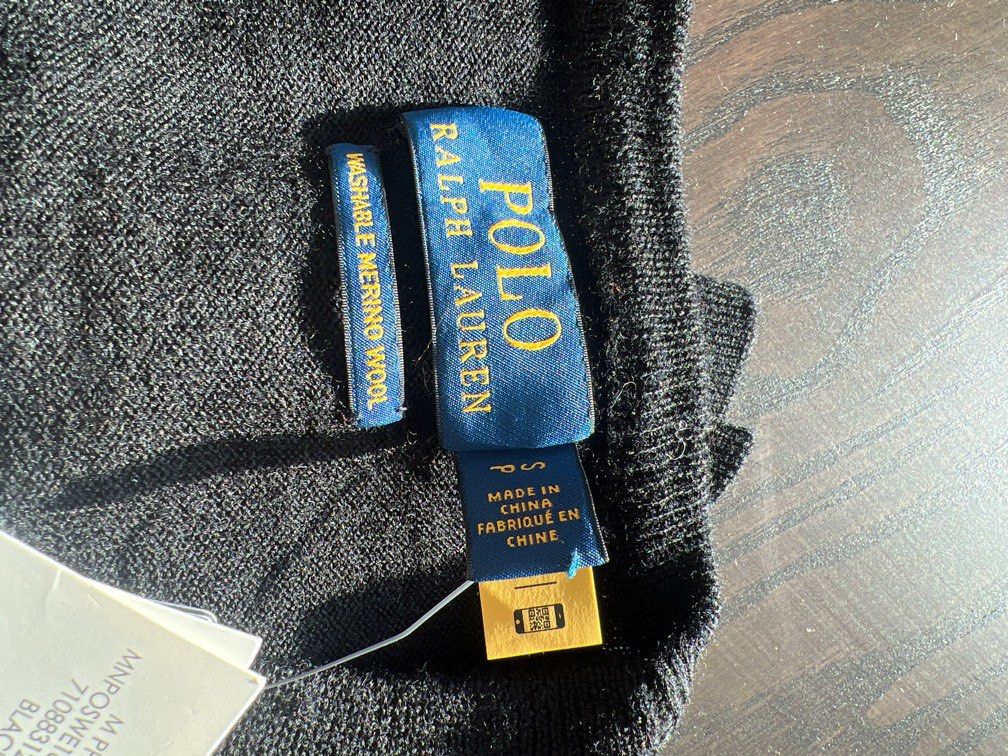 POLO
RALPH LAUREN
WASHABLE MERINO WOOL
S P
MADE IN
CHINA
FABRIQUÉ EN
CHINE